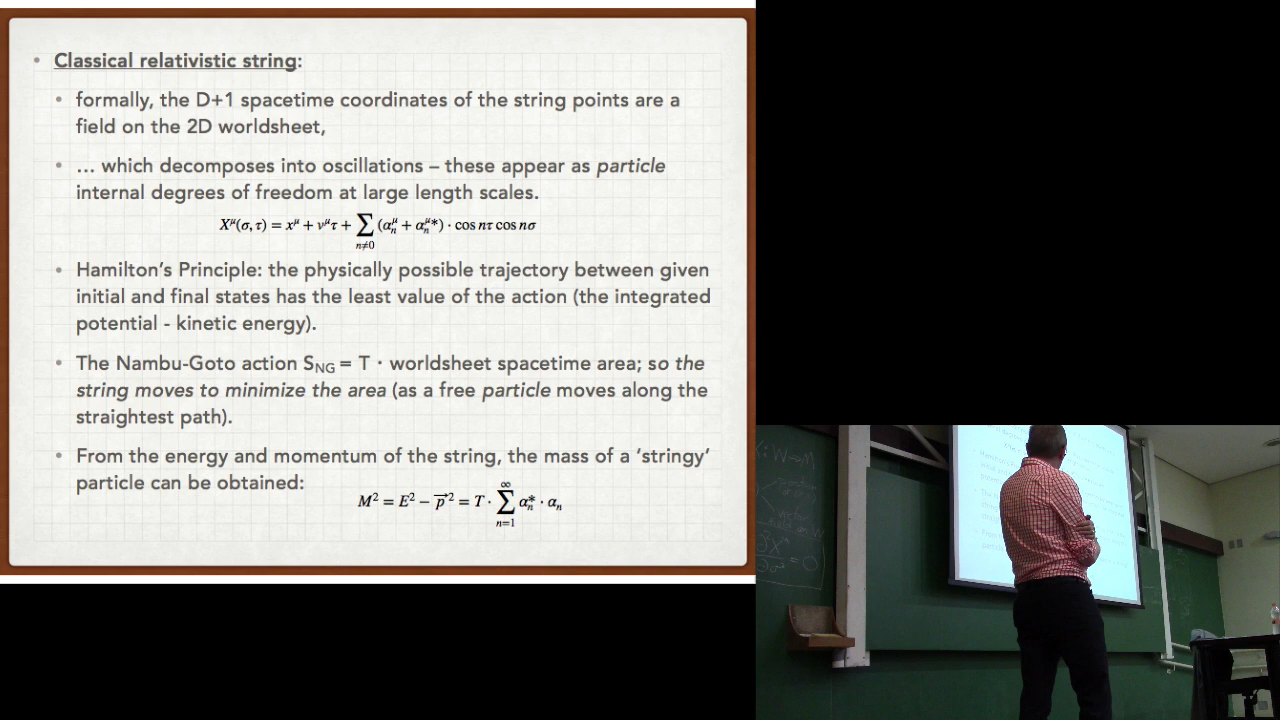 • Classical relativistic string:
• formally, the D+1 spacetime coordinates of the string points are a
field on the 2D worldsheet,
• … which decomposes into oscillations – these appear as particle
internal degrees of freedom at large length scales.
X^μ(σ, τ) = x^μ + v^μτ + ∑_{n≠0} (α_n^μ + α_n^{μ*}) · cos nτ cos nσ
• Hamilton's Principle: the physically possible trajectory between given
initial and final states has the least value of the action (the integrated
potential - kinetic energy).
• The Nambu-Goto action S_NG = T · worldsheet spacetime area; so the
string moves to minimize the area (as a free particle moves along the
straightest path).
• From the energy and momentum of the string, the mass of a 'stringy'
particle can be obtained:
M² = E² − p⃗² = T · ∑_{n=1}^{∞} α_n^* · α_n
: W→M